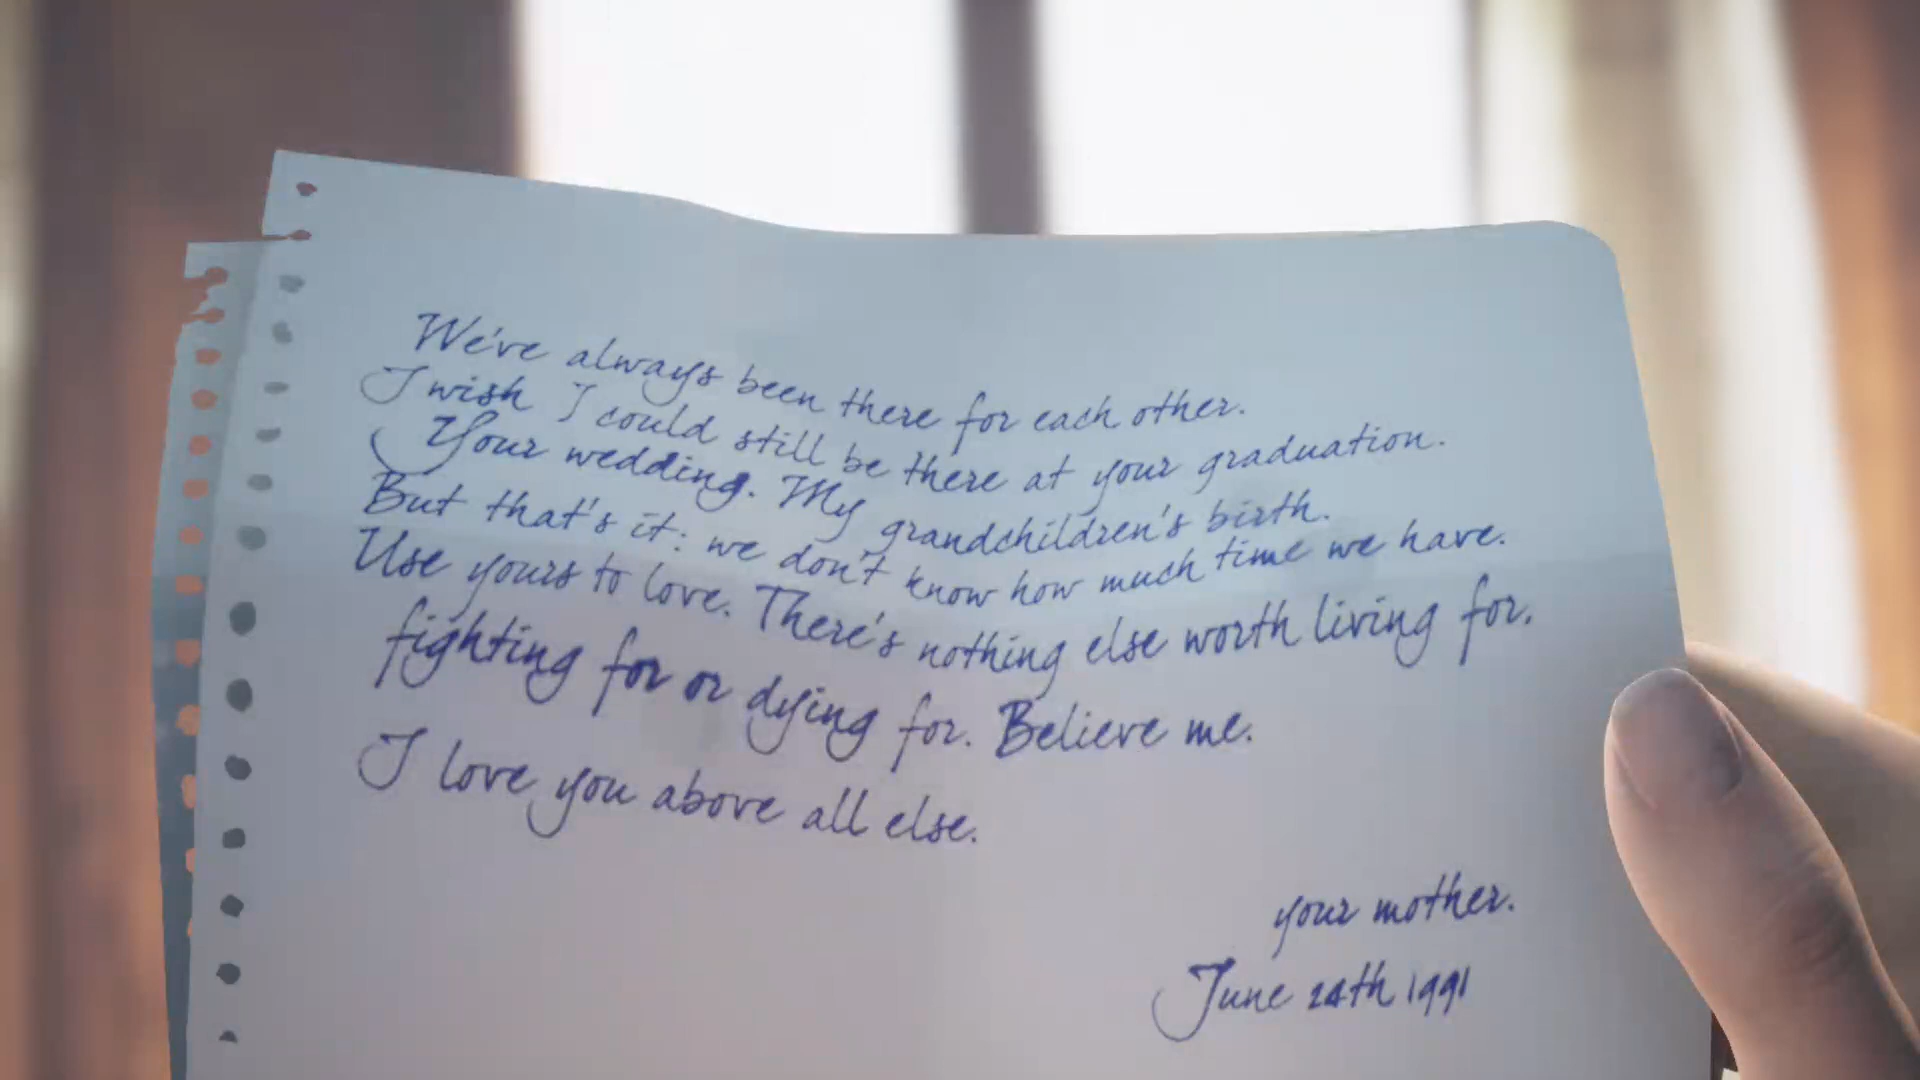 We've always been there for each other.
I wish I could still be there at your graduation.
Your wedding. My grandchildren's birth.
But that's it: we don't know how much time we have.
Use yours to love. There's nothing else worth living for,
fighting for or dying for. Believe me.
I love you above all else.
your mother.
June 24th 1991